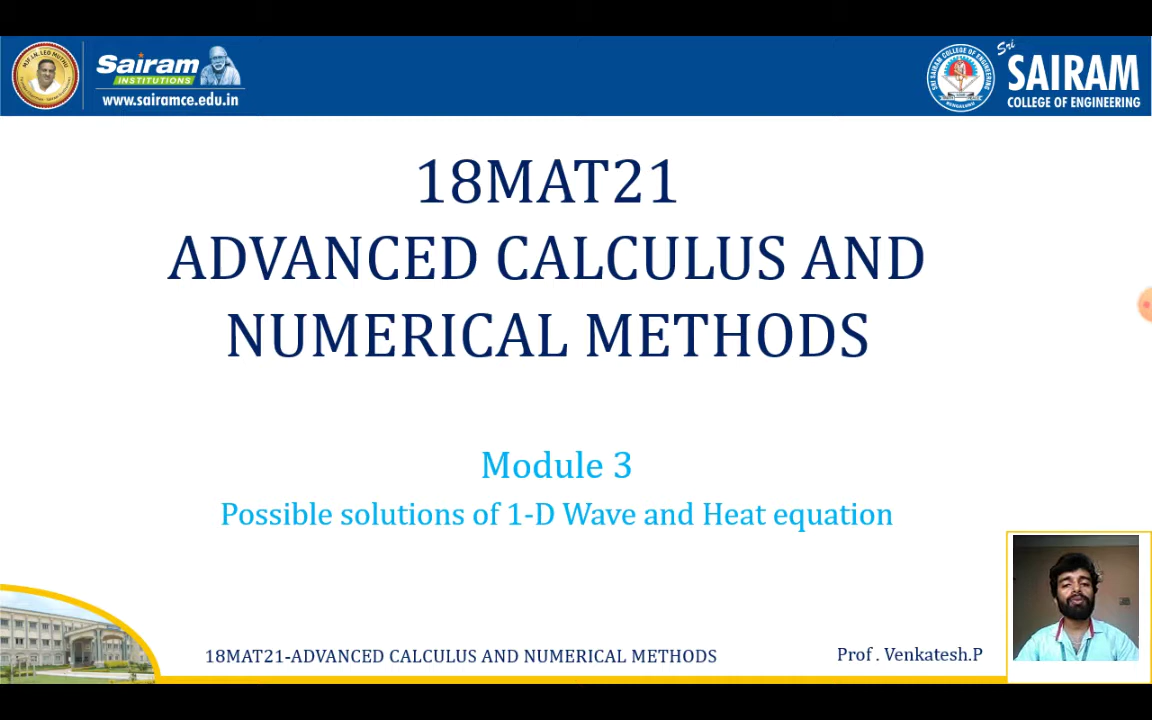 Sairam
INSTITUTIONS
www.sairamce.edu.in
Sri
SAIRAM
COLLEGE OF ENGINEERING
18MAT21
ADVANCED CALCULUS AND
NUMERICAL METHODS
Module 3
Possible solutions of 1-D Wave and Heat equation
18MAT21-ADVANCED CALCULUS AND NUMERICAL METHODS
Prof . Venkatesh.P